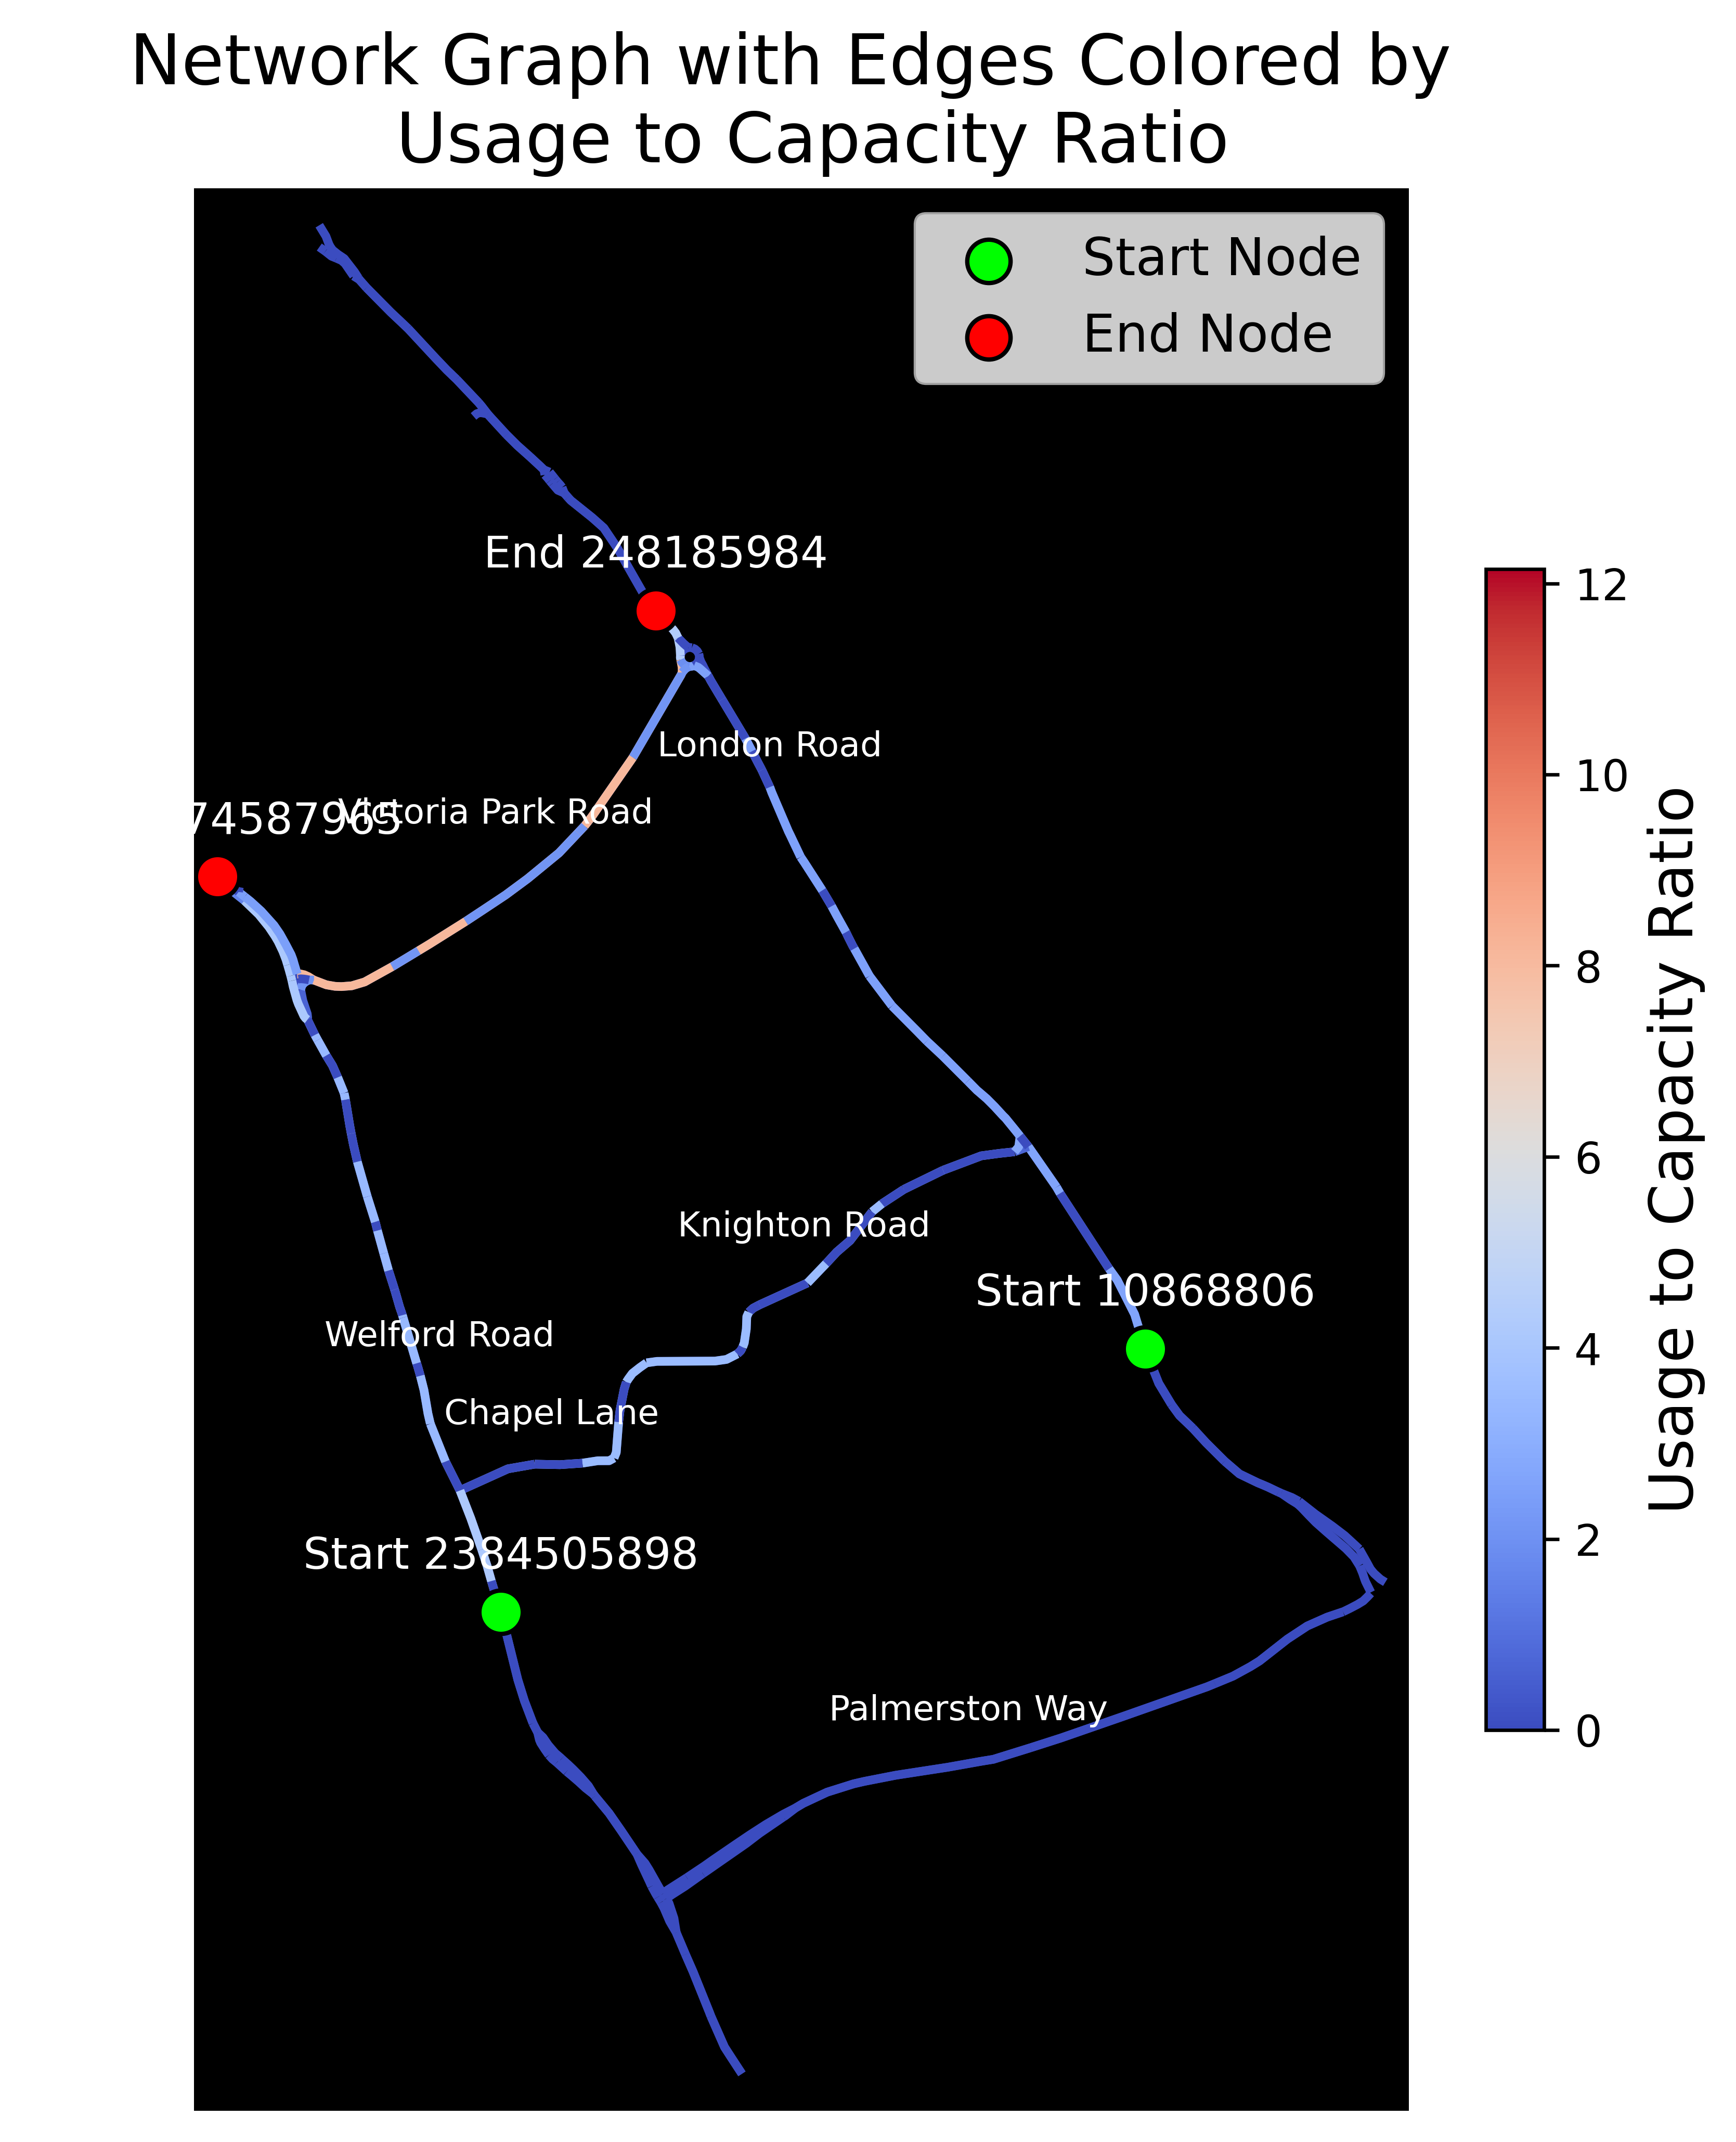 Network Graph with Edges Colored by
Usage to Capacity Ratio
Start Node
End Node
End 248185984
London Road
Victoria Park Road
74587965
Knighton Road
Start 10868806
Welford Road
Chapel Lane
Start 2384505898
Palmerston Way
12
10
8
6
4
2
0
Usage to Capacity Ratio